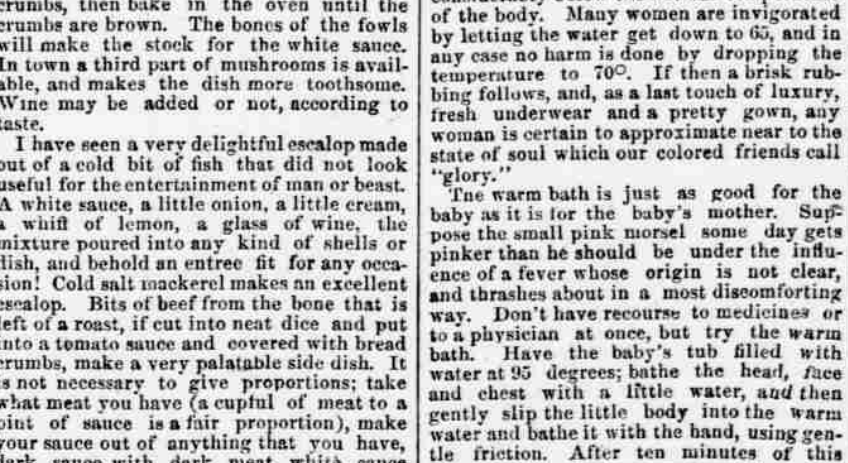 crumbs, then bake in the oven until the
crumbs are brown. The bones of the fowls
will make the stock for the white sauce.
In town a third part of mushrooms is avail-
able, and makes the dish more toothsome.
Wine may be added or not, according to
taste.
I have seen a very delightful escalop made
out of a cold bit of fish that did not look
useful for the entertainment of man or beast.
A white sauce, a little onion, a little cream,
a whiff of lemon, a glass of wine, the
mixture poured into any kind of shells or
dish, and behold an entree fit for any occa-
sion! Cold salt mackerel makes an excellent
escalop. Bits of beef from the bone that is
left of a roast, if cut into neat dice and put
into a tomato sauce and covered with bread
crumbs, make a very palatable side dish. It
is not necessary to give proportions; take
what meat you have (a cupful of meat to a
pint of sauce is a fair proportion), make
your sauce out of anything that you have,
dark sauce with dark meat, white sauce
of the body. Many women are invigorated
by letting the water get down to 65, and in
any case no harm is done by dropping the
temperature to 70°. If then a brisk rub-
bing follows, and, as a last touch of luxury,
fresh underwear and a pretty gown, any
woman is certain to approximate near to the
state of soul which our colored friends call
"glory."
The warm bath is just as good for the
baby as it is for the baby's mother. Sup-
pose the small pink morsel some day gets
pinker than he should be under the influ-
ence of a fever whose origin is not clear,
and thrashes about in a most discomforting
way. Don't have recourse to medicines or
to a physician at once, but try the warm
bath. Have the baby's tub filled with
water at 95 degrees; bathe the head, face
and chest with a little water, and then
gently slip the little body into the warm
water and bathe it with the hand, using gen-
tle friction. After ten minutes of this